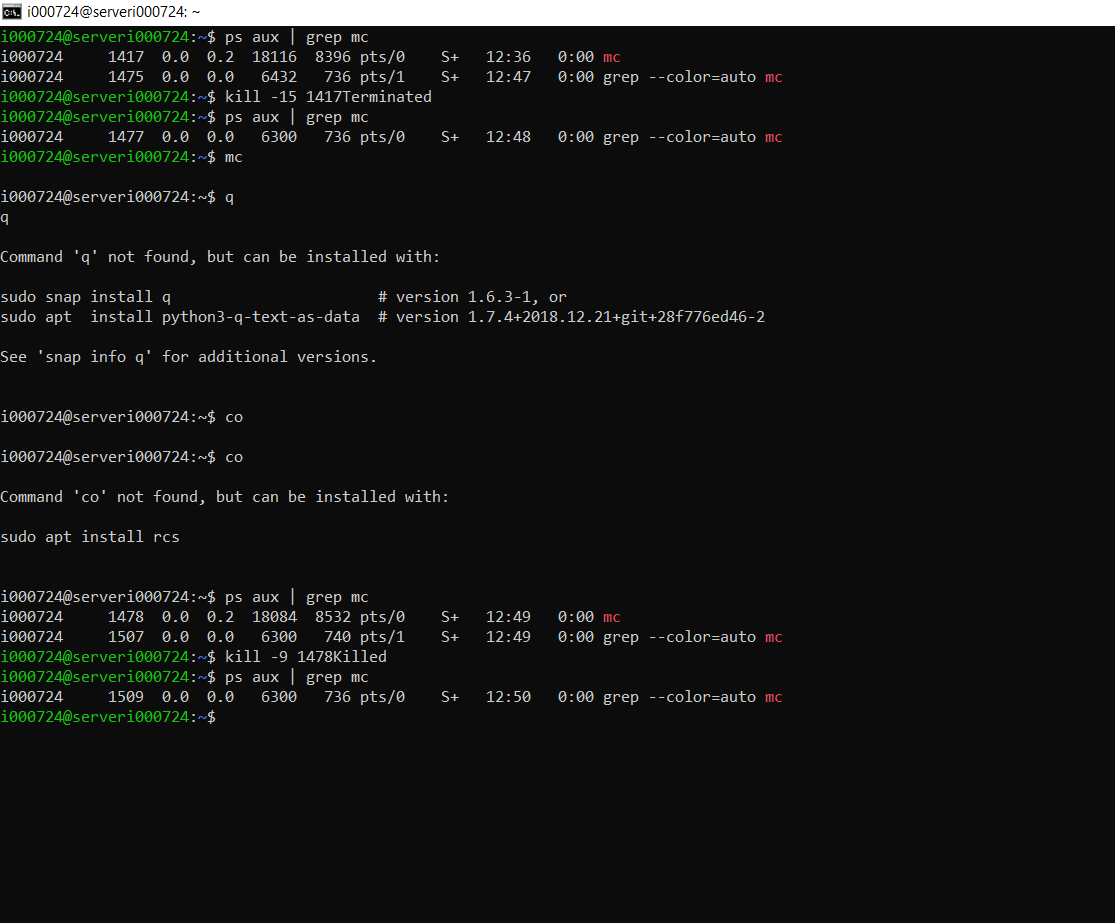 i000724@serveri000724: ~
i000724@serveri000724:~$ ps aux | grep mc
i000724     1417  0.0  0.2  18116  8396 pts/0    S+   12:36   0:00 mc
i000724     1475  0.0  0.0   6432   736 pts/1    S+   12:47   0:00 grep --color=auto mc
i000724@serveri000724:~$ kill -15 1417Terminated
i000724@serveri000724:~$ ps aux | grep mc
i000724     1477  0.0  0.0   6300   736 pts/0    S+   12:48   0:00 grep --color=auto mc
i000724@serveri000724:~$ mc
i000724@serveri000724:~$ q
q
Command 'q' not found, but can be installed with:
sudo snap install q                       # version 1.6.3-1, or
sudo apt  install python3-q-text-as-data  # version 1.7.4+2018.12.21+git+28f776ed46-2
See 'snap info q' for additional versions.
i000724@serveri000724:~$ co
i000724@serveri000724:~$ co
Command 'co' not found, but can be installed with:
sudo apt install rcs
i000724@serveri000724:~$ ps aux | grep mc
i000724     1478  0.0  0.2  18084  8532 pts/0    S+   12:49   0:00 mc
i000724     1507  0.0  0.0   6300   740 pts/1    S+   12:49   0:00 grep --color=auto mc
i000724@serveri000724:~$ kill -9 1478Killed
i000724@serveri000724:~$ ps aux | grep mc
i000724     1509  0.0  0.0   6300   736 pts/0    S+   12:50   0:00 grep --color=auto mc
i000724@serveri000724:~$